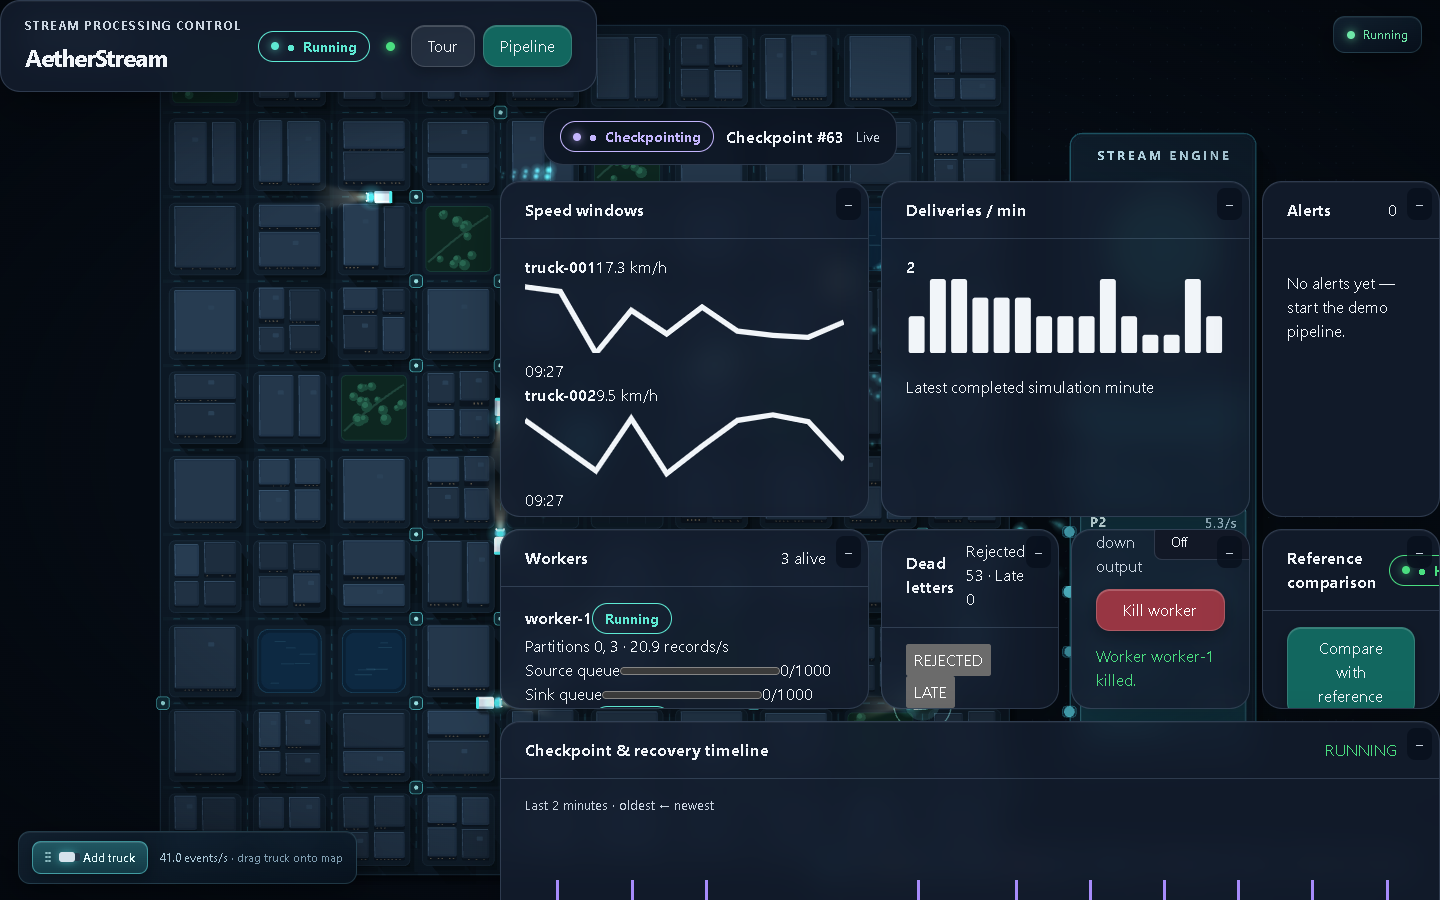 STREAM PROCESSING CONTROL
AetherStream
Running
Tour
Pipeline
Running
Checkpointing
Checkpoint #63
Live
STREAM ENGINE
Speed windows
truck-00117.3 km/h
09:27
truck-0029.5 km/h
09:27
Deliveries / min
2
Latest completed simulation minute
Alerts
0
No alerts yet —
start the demo
pipeline.
Workers
3 alive
worker-1
Running
Partitions 0, 3 · 20.9 records/s
Source queue 0/1000
Sink queue 0/1000
Dead
letters
Rejected
53 · Late
0
REJECTED
LATE
P2
5.3/s
down
output
Off
Kill worker
Worker worker-1
killed.
Reference
comparison
Compare
with
reference
Checkpoint & recovery timeline
RUNNING
Last 2 minutes · oldest ← newest
Add truck
41.0 events/s · drag truck onto map